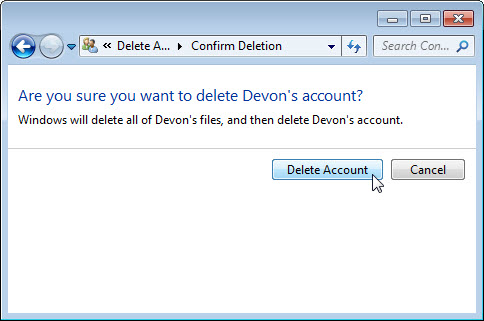 « Delete A... ▸ Confirm Deletion Search Con...
Are you sure you want to delete Devon's account?
Windows will delete all of Devon's files, and then delete Devon's account.
Delete Account Cancel